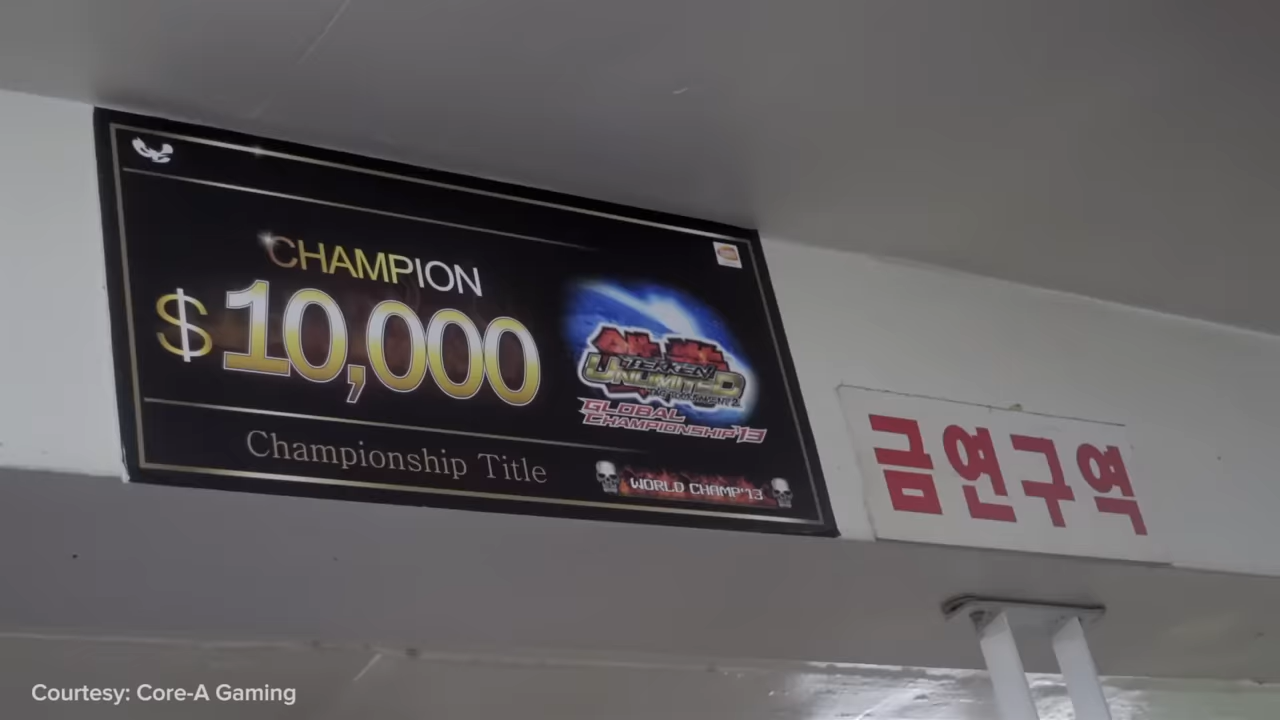 CHAMPION
$10,000
TEKKEN
UNLIMITED
GLOBAL
CHAMPIONSHIP'13
Championship Title
WORLD CHAMP'13
금연구역
Courtesy: Core-A Gaming